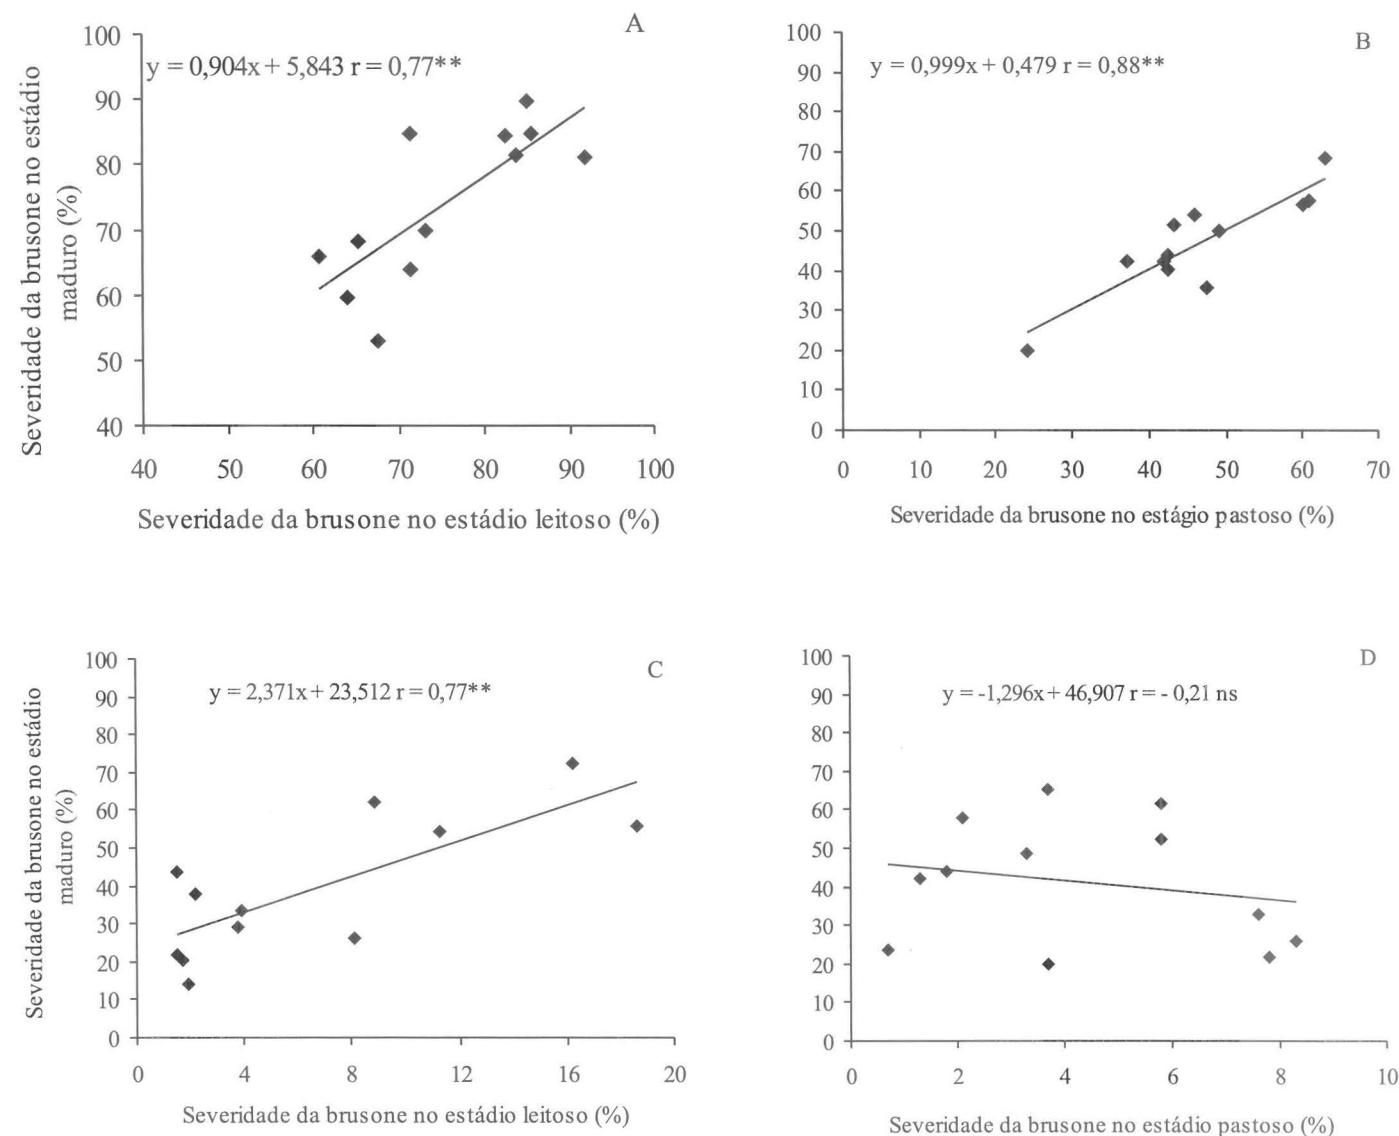 A
y = 0,904x + 5,843 r = 0,77**
100
90
80
70
60
50
40
40 50 60 70 80 90 100
Severidade da brusone no estádio
maduro (%)
Severidade da brusone no estádio leitoso (%)
B
y = 0,999x + 0,479 r = 0,88**
100
90
80
70
60
50
40
30
20
10
0
0 10 20 30 40 50 60 70
Severidade da brusone no estágio pastoso (%)
C
y = 2,371x + 23,512 r = 0,77**
100
90
80
70
60
50
40
30
20
10
0
0 4 8 12 16 20
Severidade da brusone no estádio
maduro (%)
Severidade da brusone no estádio leitoso (%)
D
y = -1,296x + 46,907 r = - 0,21 ns
100
90
80
70
60
50
40
30
20
10
0
0 2 4 6 8 10
Severidade da brusone no estádio pastoso (%)